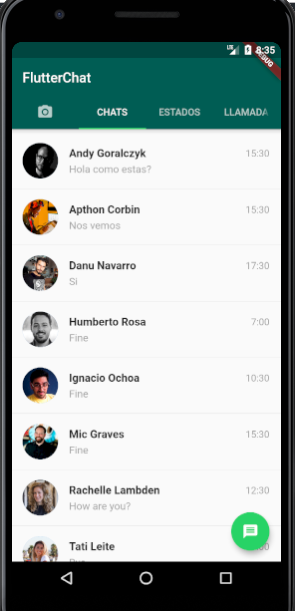 LTE 8:35
DEBUG
FlutterChat
CHATS ESTADOS LLAMADA
Andy Goralczyk 15:30
Hola como estas?
Apthon Corbin 15:30
Nos vemos
Danu Navarro 17:30
Si
Humberto Rosa 7:00
Fine
Ignacio Ochoa 10:30
Fine
Mic Graves 15:30
Fine
Rachelle Lambden 12:30
How are you?
Tati Leite